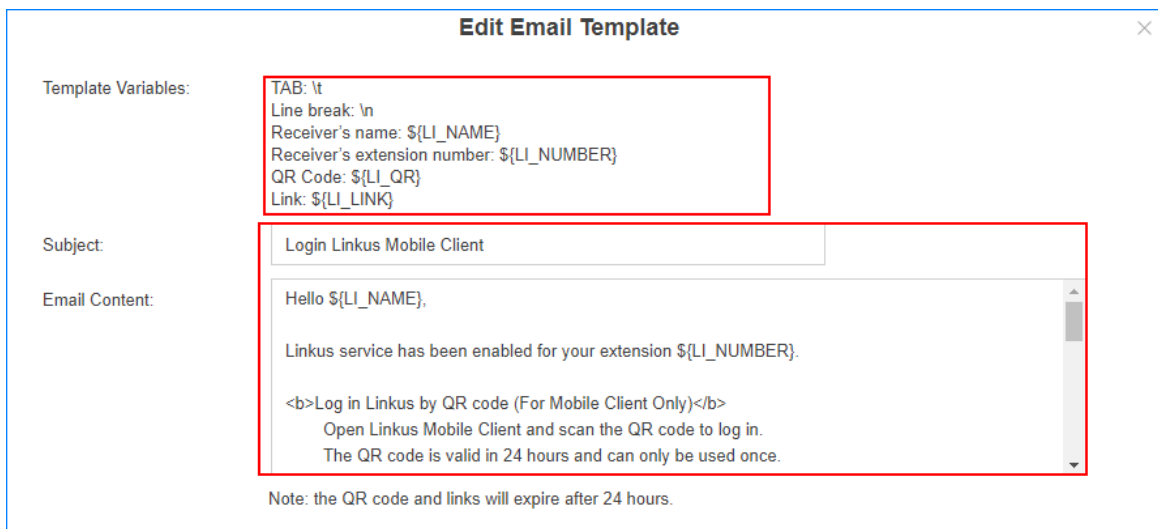 Edit Email Template
Template Variables:
TAB: \t
Line break: \n
Receiver's name: ${LI_NAME}
Receiver's extension number: ${LI_NUMBER}
QR Code: ${LI_QR}
Link: ${LI_LINK}
Subject:
Login Linkus Mobile Client
Email Content:
Hello ${LI_NAME},
Linkus service has been enabled for your extension ${LI_NUMBER}.
<b>Log in Linkus by QR code (For Mobile Client Only)</b>
Open Linkus Mobile Client and scan the QR code to log in.
The QR code is valid in 24 hours and can only be used once.
Note: the QR code and links will expire after 24 hours.